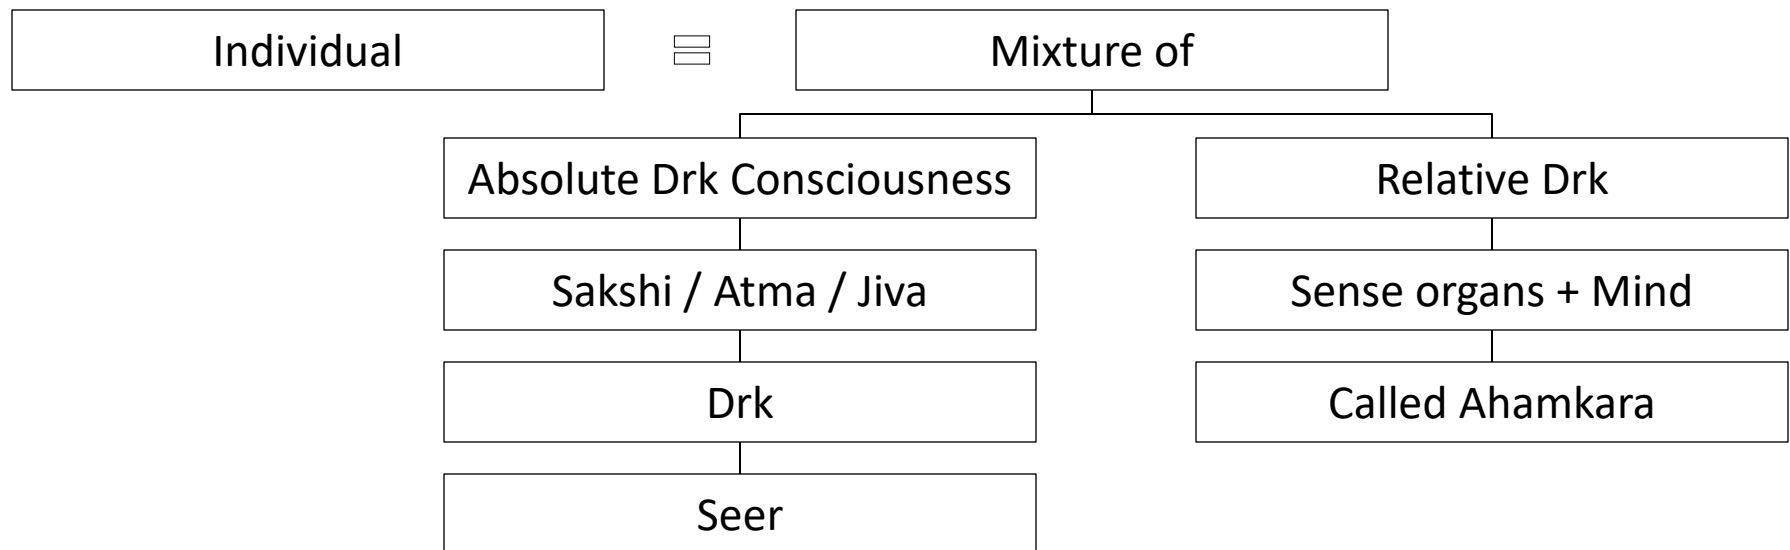 Individual
=
Mixture of
Absolute Drk Consciousness
Relative Drk
Sakshi / Atma / Jiva
Sense organs + Mind
Drk
Called Ahamkara
Seer